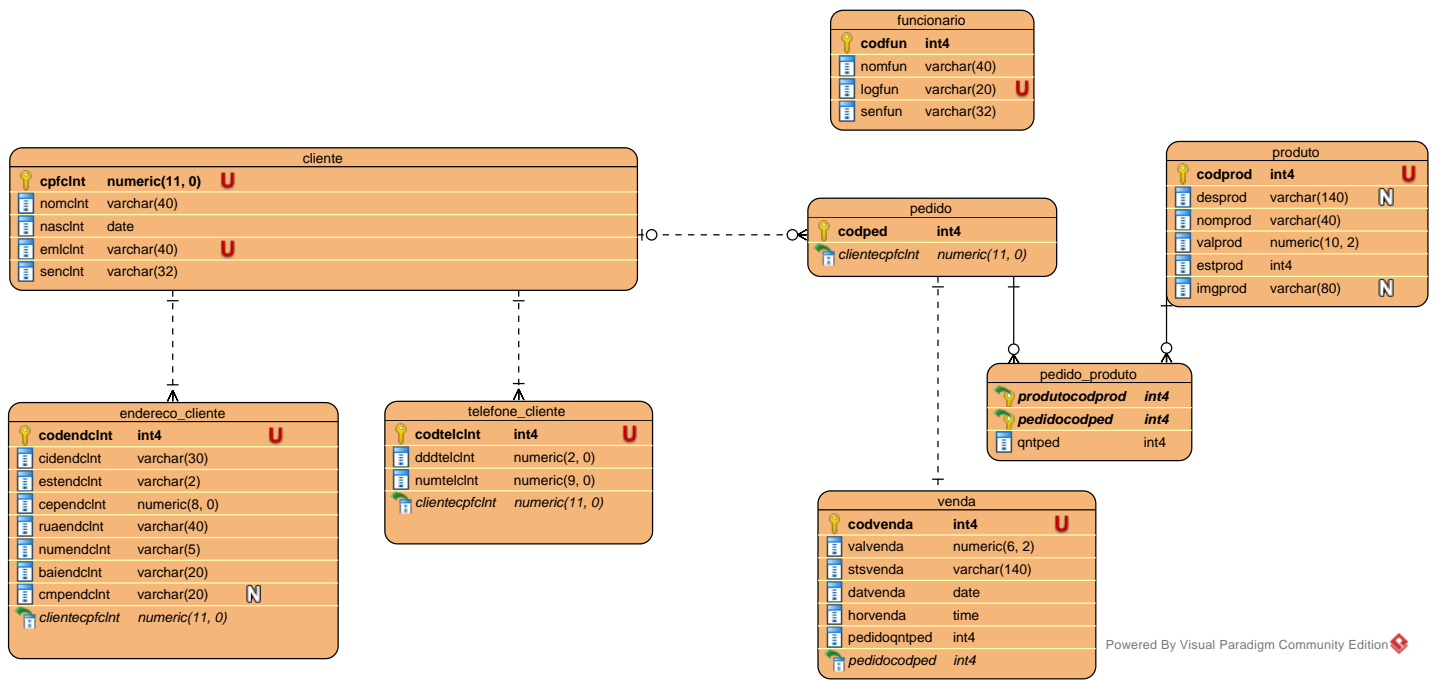 funcionario
codfun int4
nomfun varchar(40)
logfun varchar(20) U
senfun varchar(32)
cliente
cpfclnt numeric(11, 0) U
nomclnt varchar(40)
nasclnt date
emlclnt varchar(40) U
senclnt varchar(32)
pedido
codped int4
clientecpfclnt numeric(11, 0)
produto
codprod int4 U
desprod varchar(140) N
nomprod varchar(40)
valprod numeric(10, 2)
estprod int4
imgprod varchar(80) N
endereco_cliente
codendclnt int4 U
cidendclnt varchar(30)
estendclnt varchar(2)
cependclnt numeric(8, 0)
ruaendclnt varchar(40)
numendclnt varchar(5)
baiendclnt varchar(20)
cmpendclnt varchar(20) N
clientecpfclnt numeric(11, 0)
telefone_cliente
codtelclnt int4 U
dddtelclnt numeric(2, 0)
numtelclnt numeric(9, 0)
clientecpfclnt numeric(11, 0)
pedido_produto
produtocodprod int4
pedidocodped int4
qntped int4
venda
codvenda int4 U
valvenda numeric(6, 2)
stsvenda varchar(140)
datvenda date
horvenda time
pedidoqntped int4
pedidocodped int4
Powered By Visual Paradigm Community Edition